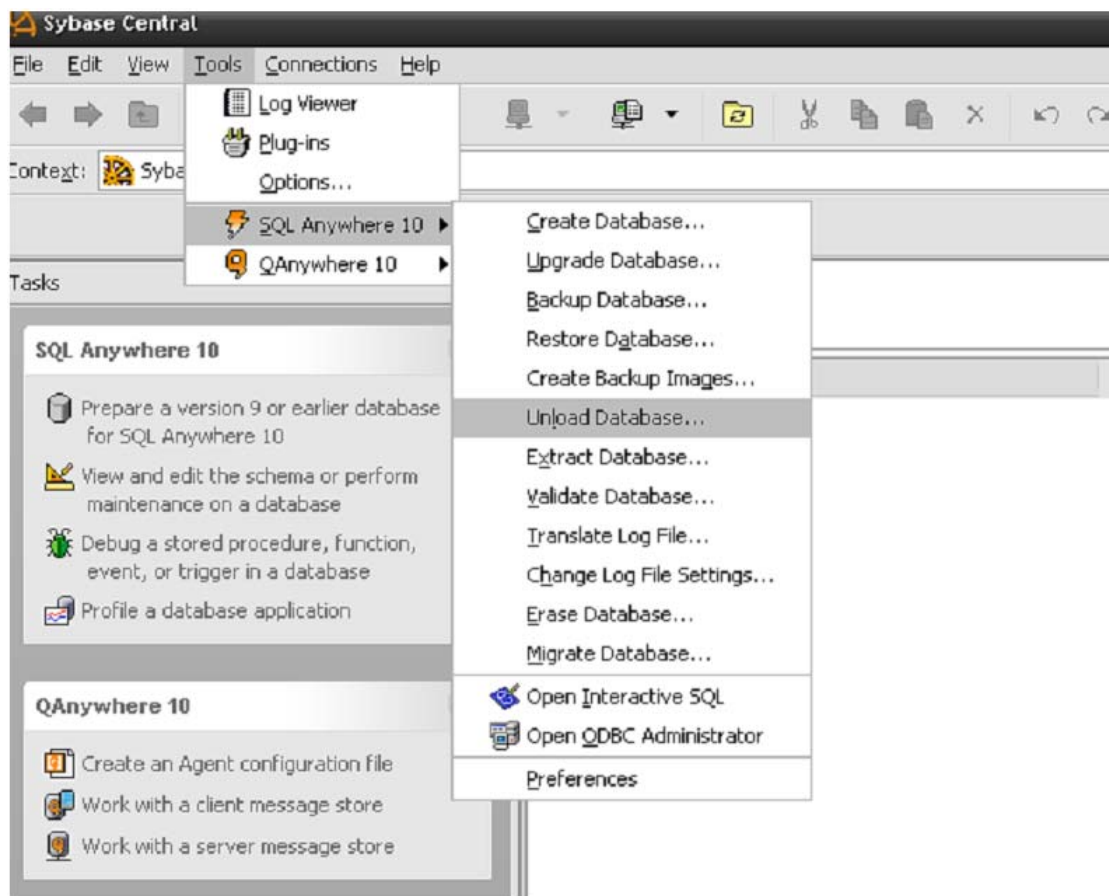 Sybase Central
File Edit View Tools Connections Help
Log Viewer
Plug-ins
Options...
SQL Anywhere 10
QAnywhere 10
Context: Syba
Create Database...
Upgrade Database...
Backup Database...
Restore Database...
Create Backup Images...
Unload Database...
Extract Database...
Validate Database...
Translate Log File...
Change Log File Settings...
Erase Database...
Migrate Database...
Open Interactive SQL
Open ODBC Administrator
Preferences
Tasks
SQL Anywhere 10
Prepare a version 9 or earlier database
for SQL Anywhere 10
View and edit the schema or perform
maintenance on a database
Debug a stored procedure, function,
event, or trigger in a database
Profile a database application
QAnywhere 10
Create an Agent configuration file
Work with a client message store
Work with a server message store